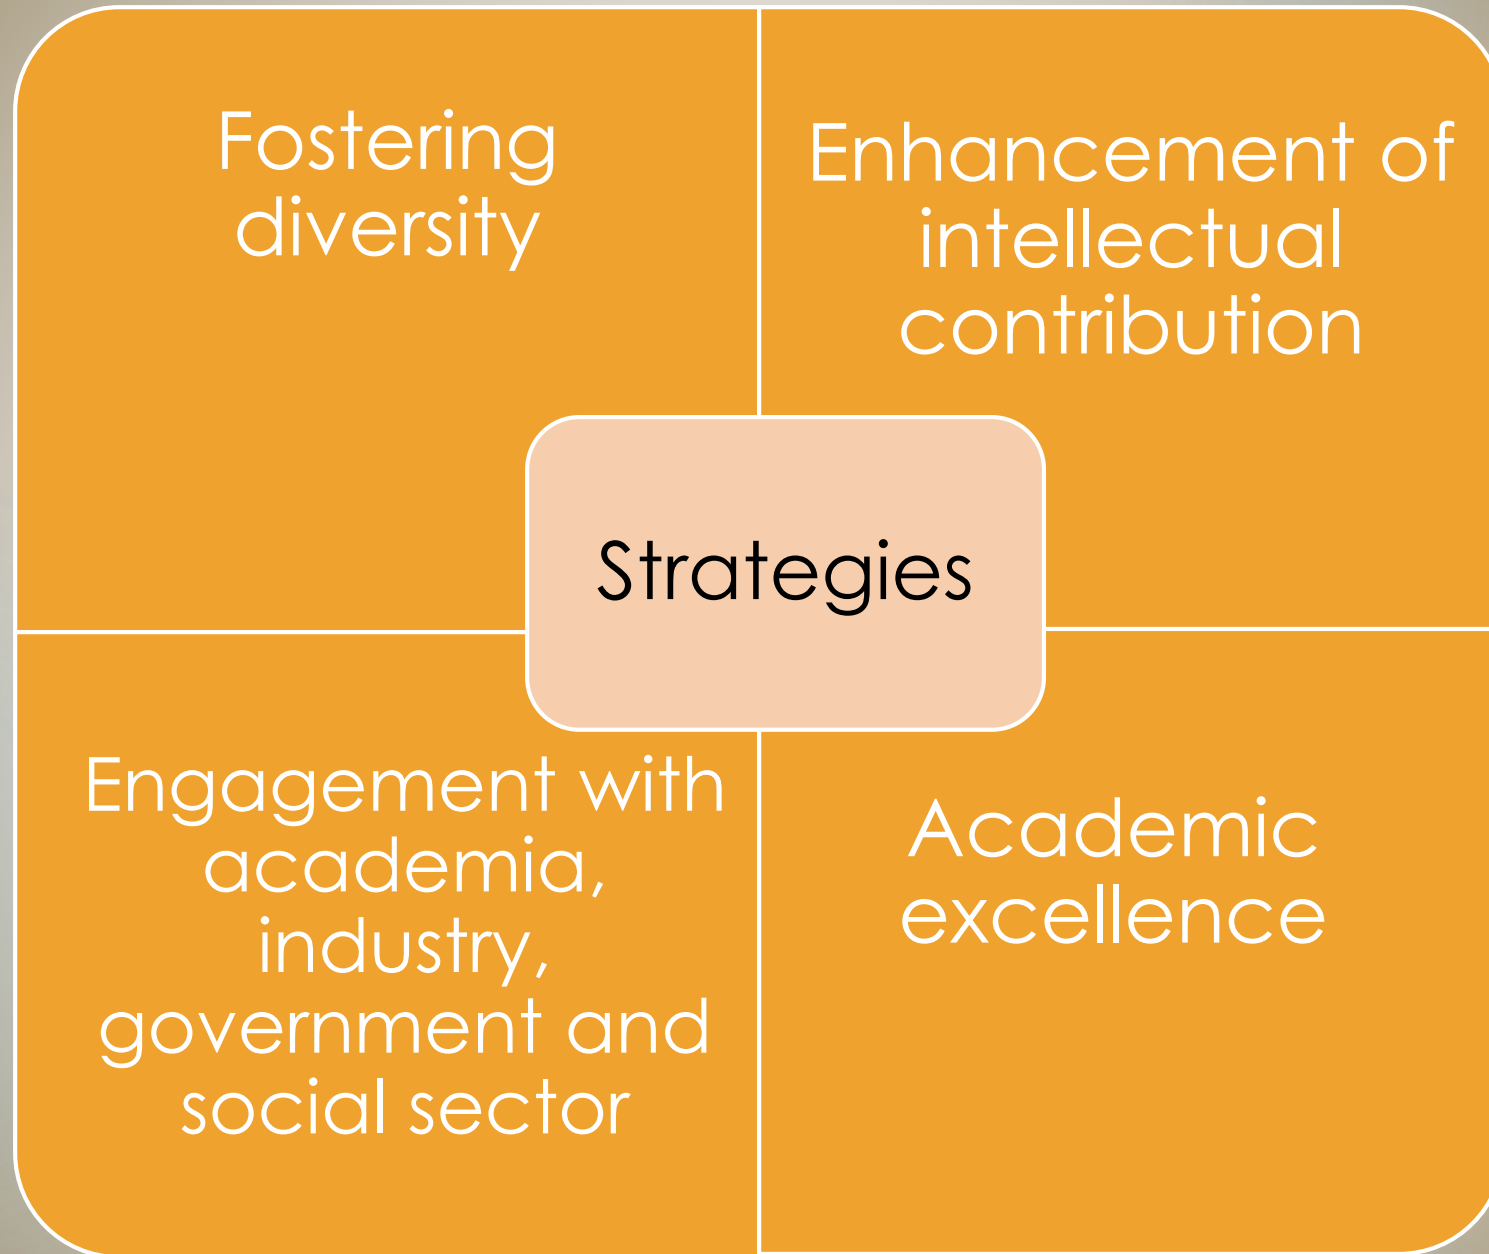 Fostering
diversity
Enhancement of
intellectual
contribution
Strategies
Engagement with
academia,
industry,
government and
social sector
Academic
excellence